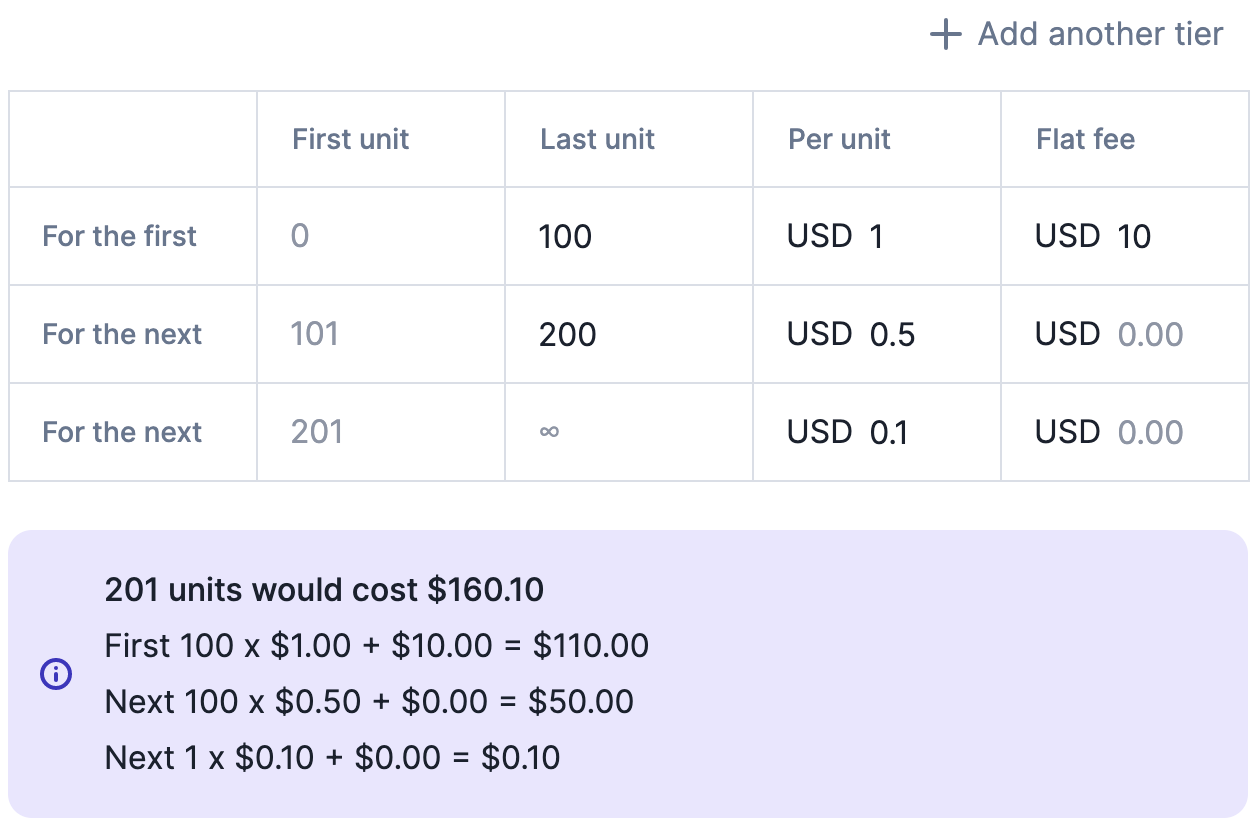 Add another tier
First unit Last unit Per unit Flat fee
For the first 0 100 USD 1 USD 10
For the next 101 200 USD 0.5 USD 0.00
For the next 201 ∞ USD 0.1 USD 0.00
201 units would cost $160.10
First 100 x $1.00 + $10.00 = $110.00
Next 100 x $0.50 + $0.00 = $50.00
Next 1 x $0.10 + $0.00 = $0.10